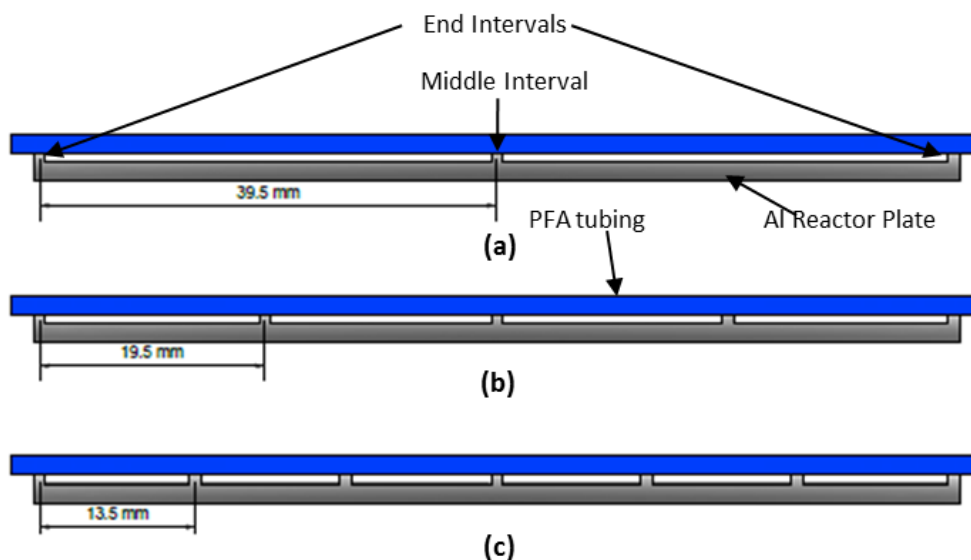 End Intervals
Middle Interval
39.5 mm
PFA tubing
Al Reactor Plate
(a)
19.5 mm
(b)
13.5 mm
(c)